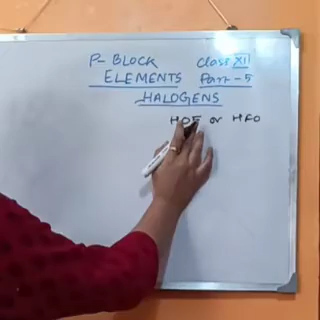 P- BLOCK Class XII
ELEMENTS Part - 5
HALOGENS
HOF or HFO